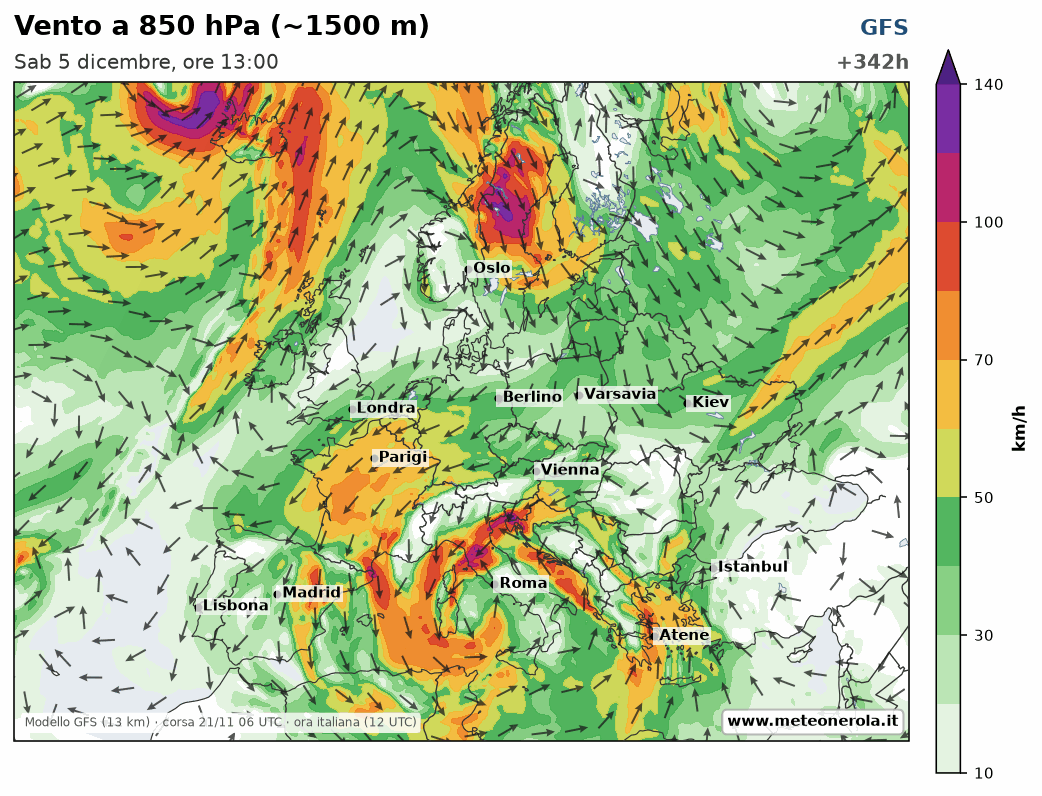 Vento a 850 hPa (~1500 m)
GFS
Sab 5 dicembre, ore 13:00
+342h
140
100
70
50
30
10
km/h
Oslo
Londra
Berlino
Varsavia
Kiev
Parigi
Vienna
Istanbul
Roma
Madrid
Lisbona
Atene
Modello GFS (13 km) · corsa 21/11 06 UTC · ora italiana (12 UTC)
www.meteonerola.it